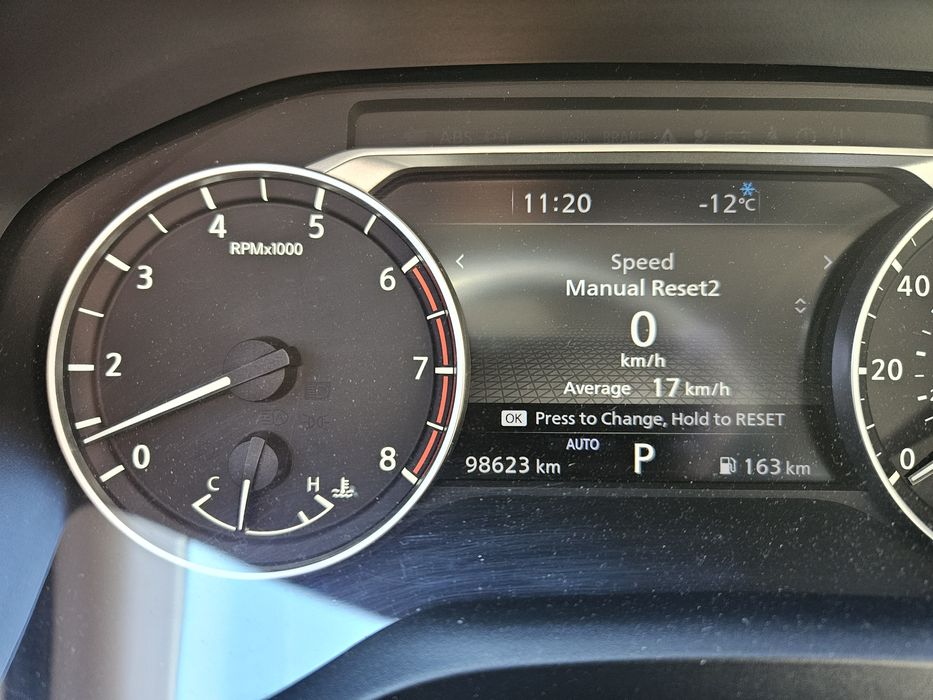 11:20 -12°C
< Speed >
Manual Reset2
0
km/h
Average 17 km/h
OK Press to Change, Hold to RESET
AUTO
98623 km P 163 km
RPMx1000
0
2
3
4
5
6
7
8
C H
40
20
0